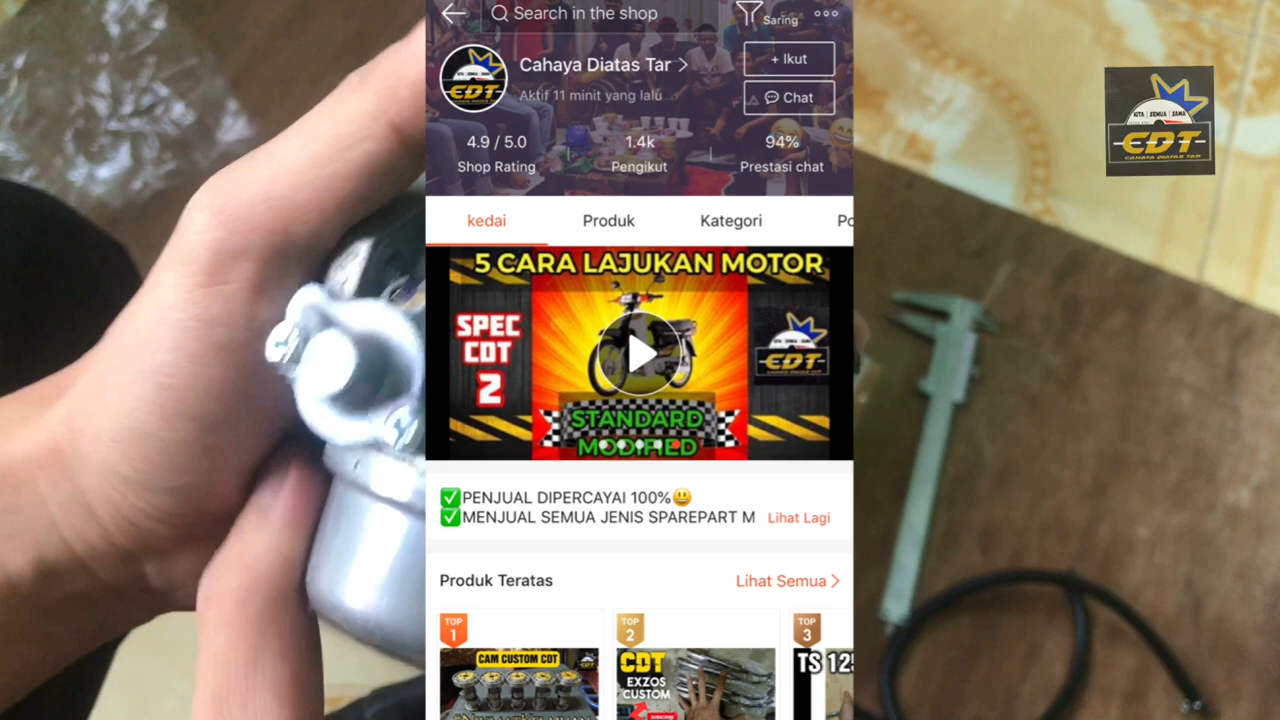 Search in the shop
Saring
Cahaya Diatas Tar
+ Ikut
Aktif 11 minit yang lalu
Chat
4.9 / 5.0
1.4k
94%
Shop Rating
Pengikut
Prestasi chat
kedai
Produk
Kategori
Po
5 CARA LAJUKAN MOTOR
SPEC
CDT
2
CDT
STANDARD
MODIFIED
✅PENJUAL DIPERCAYAI 100%😃
✅MENJUAL SEMUA JENIS SPAREPART M
Lihat Lagi
Produk Teratas
Lihat Semua
TOP
1
TOP
2
TOP
3
CAM CUSTOM CDT
CDT
EXZOS
CUSTOM
SUBSCRIBE
TS 125
KITA | SEMUA | SAMA
CDT
CAHAYA DIATAS TAR